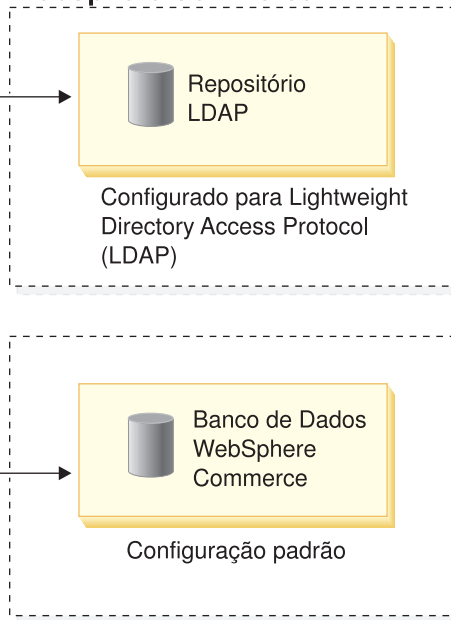 Repositório
LDAP
Configurado para Lightweight
Directory Access Protocol
(LDAP)
Banco de Dados
WebSphere
Commerce
Configuração padrão